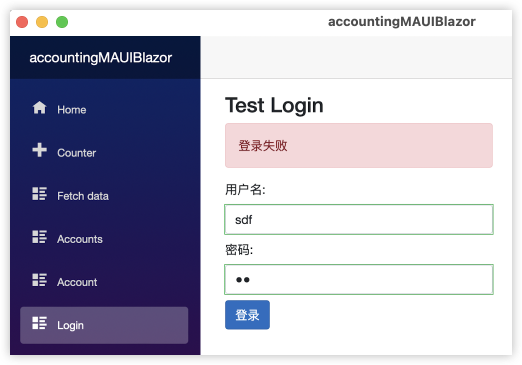 accountingMAUIBlazor
accountingMAUIBlazor
Home
Counter
Fetch data
Accounts
Account
Login
Test Login
登录失败
用户名:
sdf
密码:
●●
登录